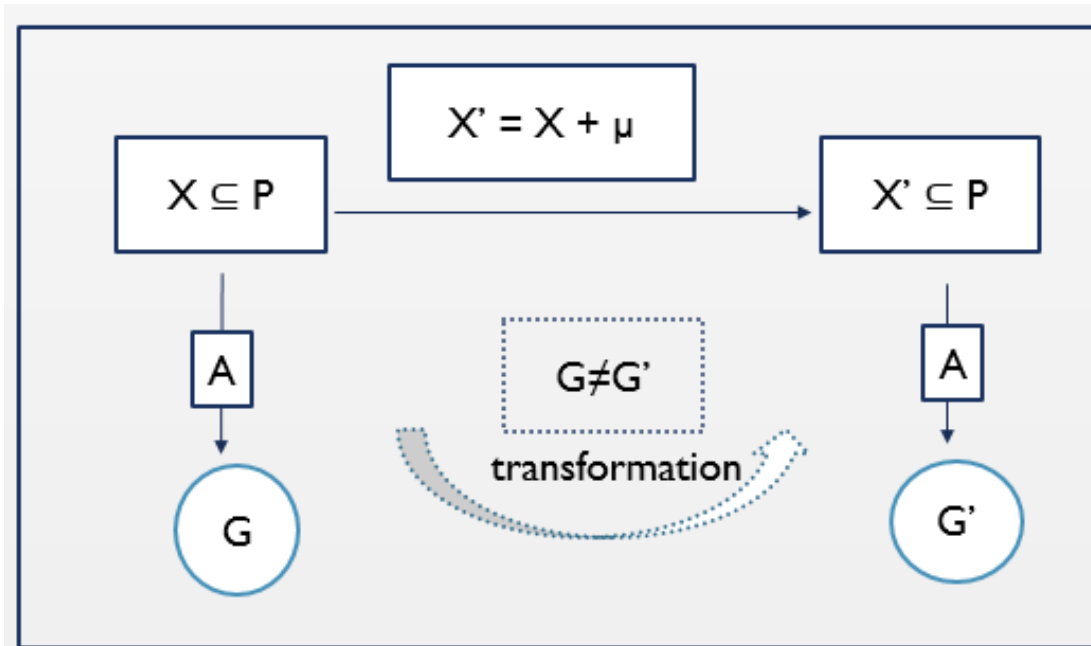 X’ = X + μ
X ⊆ P
X’ ⊆ P
A
A
G≠G’
transformation
G
G’